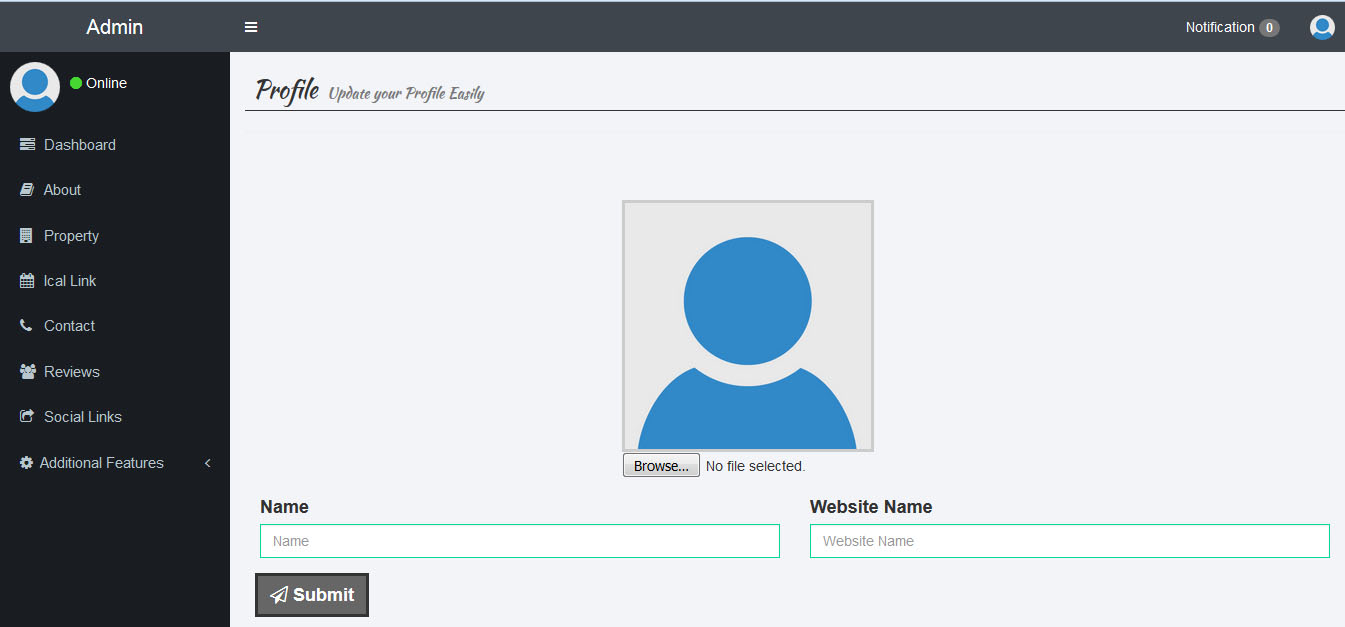 Admin
Notification 0
Online
Dashboard
About
Property
Ical Link
Contact
Reviews
Social Links
Additional Features
Profile Update your Profile Easily
Browse... No file selected.
Name
Website Name
Name
Website Name
Submit